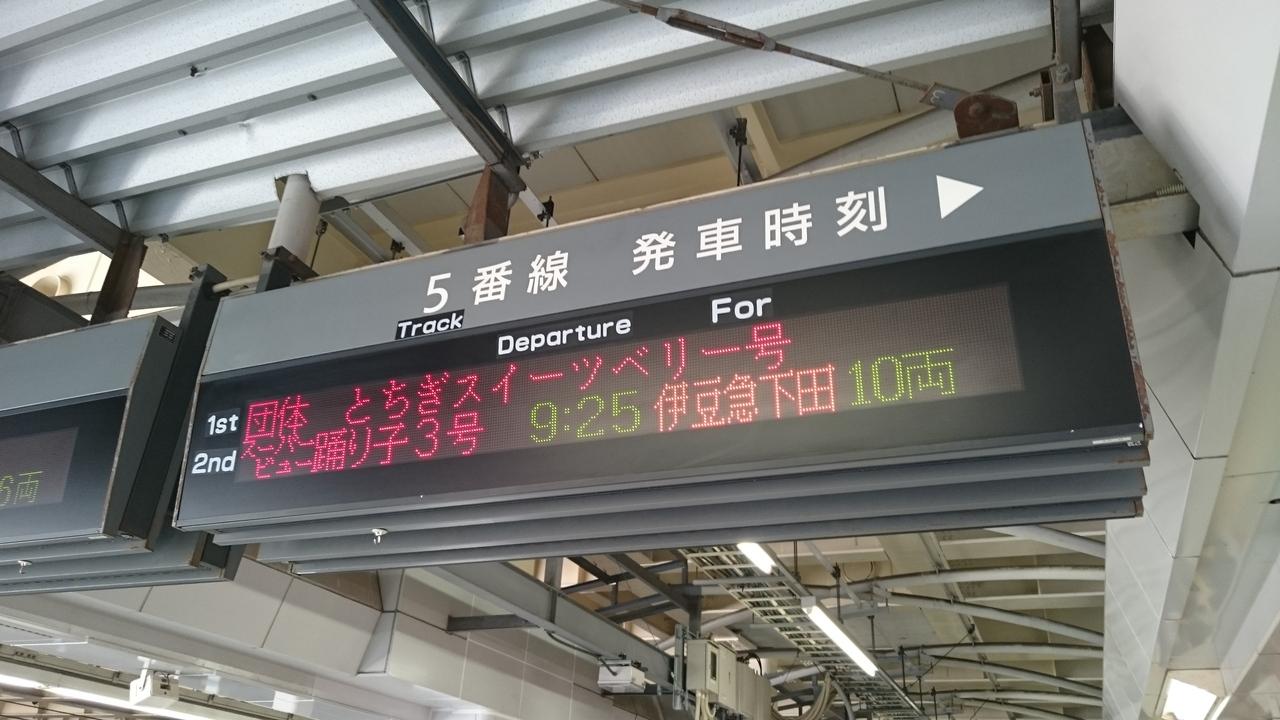 5番線 発車時刻
Track Departure For
1st 団体 とちぎスイーツベリー号
2nd スーパービュー踊り子3号 9:25 伊豆急下田 10両
6両